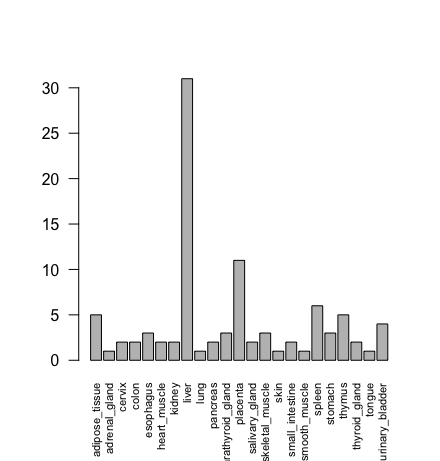 30
25
20
15
10
5
0
adipose_tissue
adrenal_gland
cervix
colon
esophagus
heart_muscle
kidney
liver
lung
pancreas
rathyroid_gland
placenta
salivary_gland
skeletal_muscle
skin
small_intestine
smooth_muscle
spleen
stomach
thymus
thyroid_gland
tongue
urinary_bladder